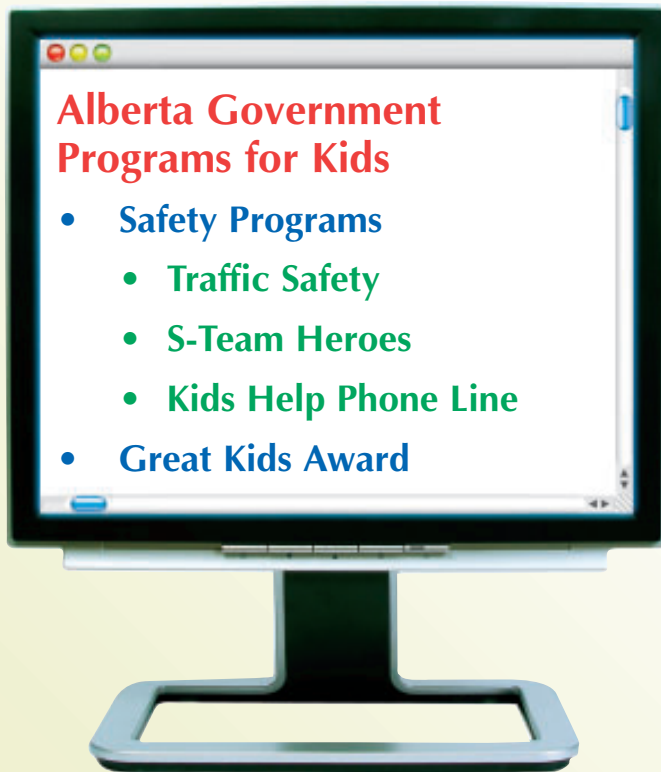 Alberta Government
Programs for Kids
• Safety Programs
• Traffic Safety
• S-Team Heroes
• Kids Help Phone Line
• Great Kids Award